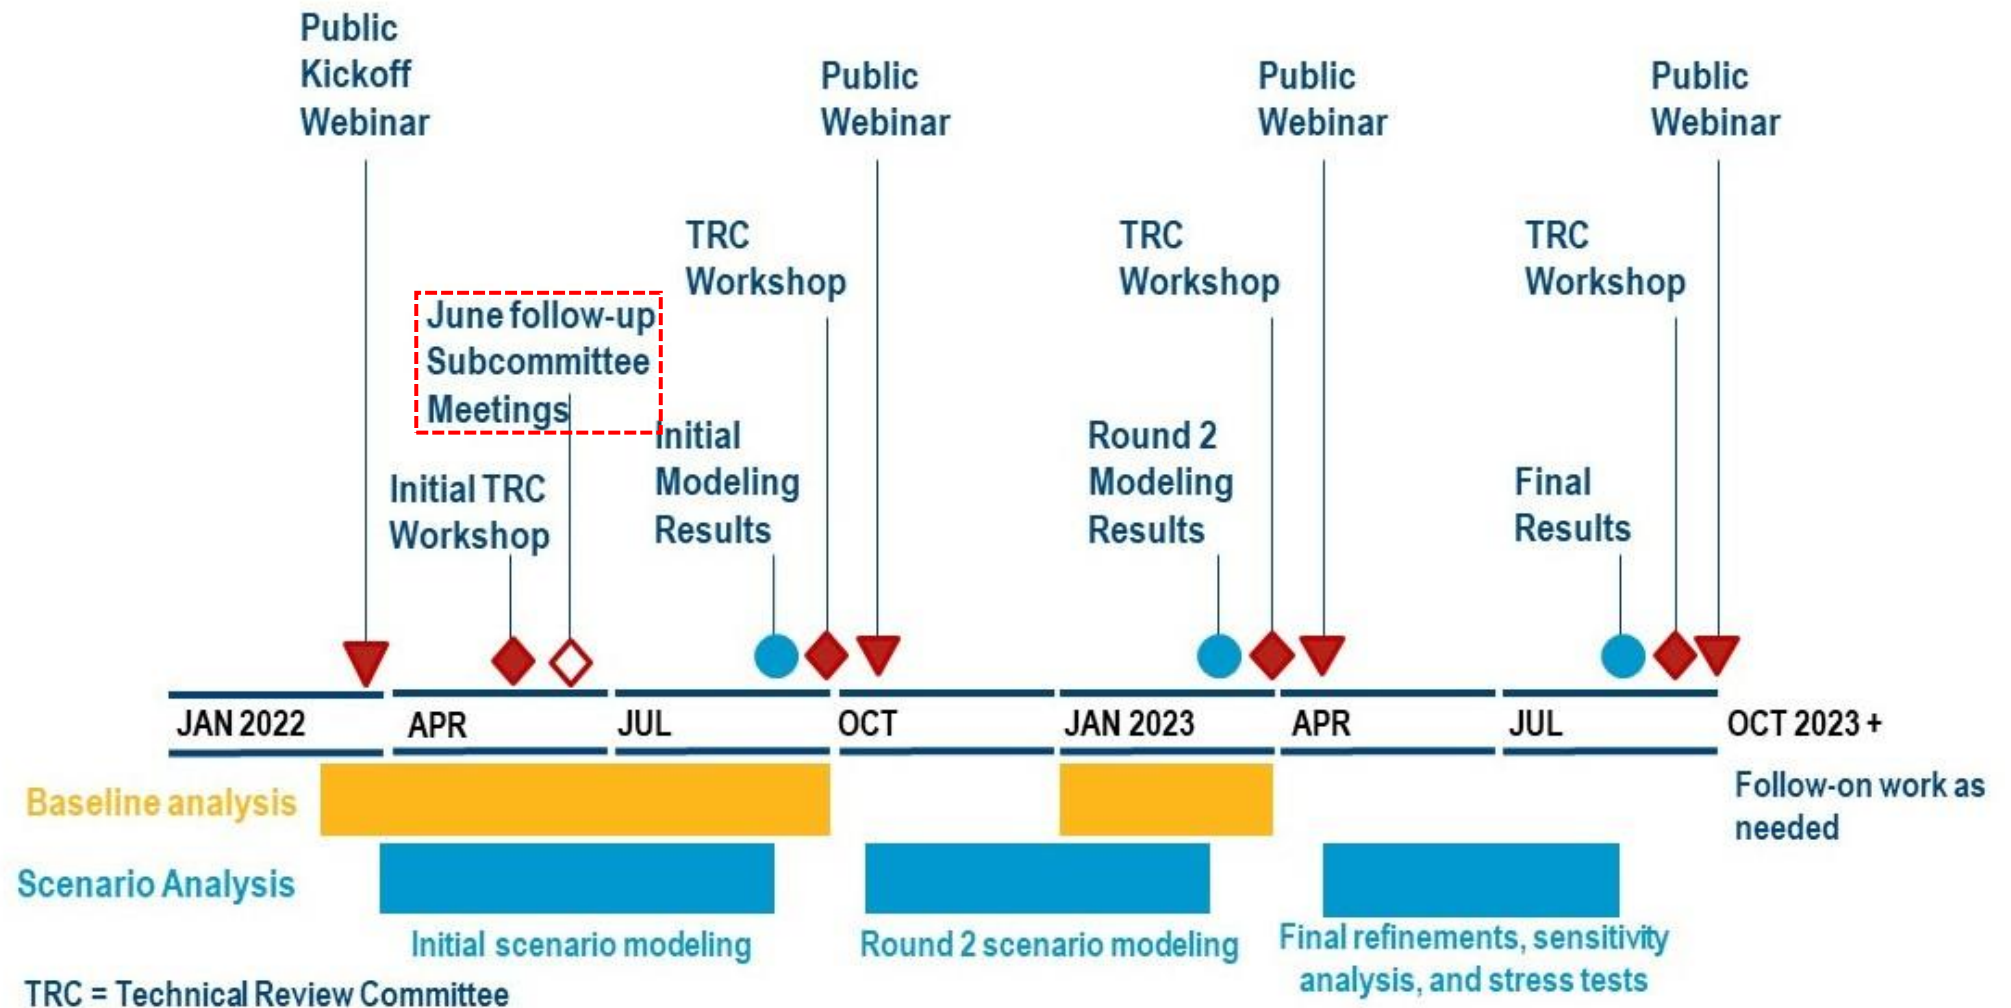 Public
Kickoff
Webinar
Public
Webinar
Public
Webinar
Public
Webinar
TRC
Workshop
TRC
Workshop
TRC
Workshop
June follow-up
Subcommittee
Meetings
Initial
Modeling
Results
Round 2
Modeling
Results
Initial TRC
Workshop
Final
Results
JAN 2022
APR
JUL
OCT
JAN 2023
APR
JUL
OCT 2023 +
Baseline analysis
Follow-on work as
needed
Scenario Analysis
Initial scenario modeling
Round 2 scenario modeling
Final refinements, sensitivity
analysis, and stress tests
TRC = Technical Review Committee